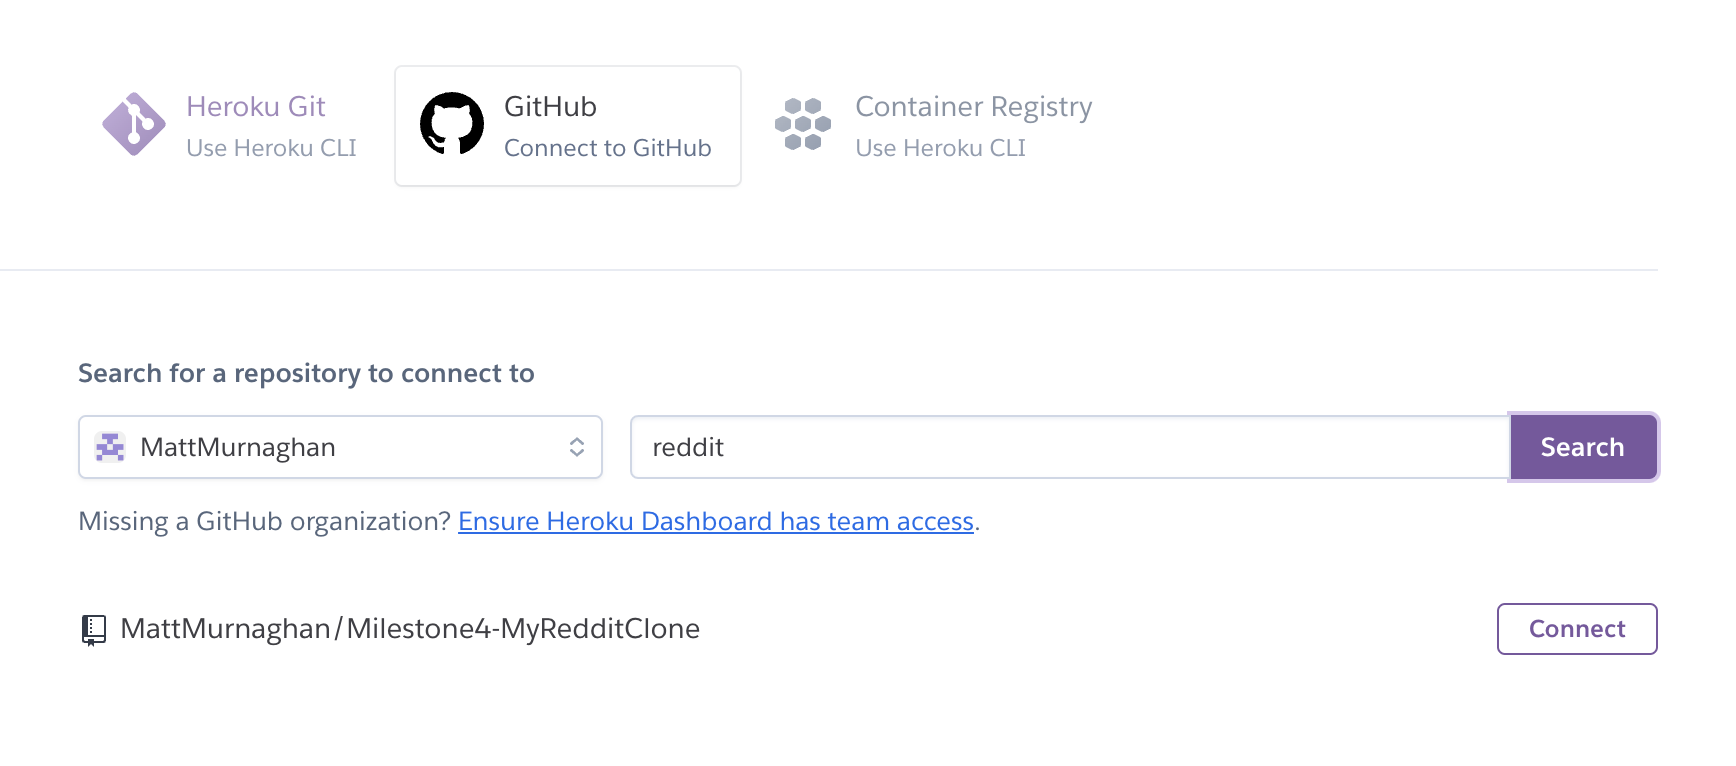 Heroku Git
Use Heroku CLI
GitHub
Connect to GitHub
Container Registry
Use Heroku CLI
Search for a repository to connect to
MattMurnaghan
reddit
Search
Missing a GitHub organization? Ensure Heroku Dashboard has team access.
MattMurnaghan/Milestone4-MyRedditClone
Connect